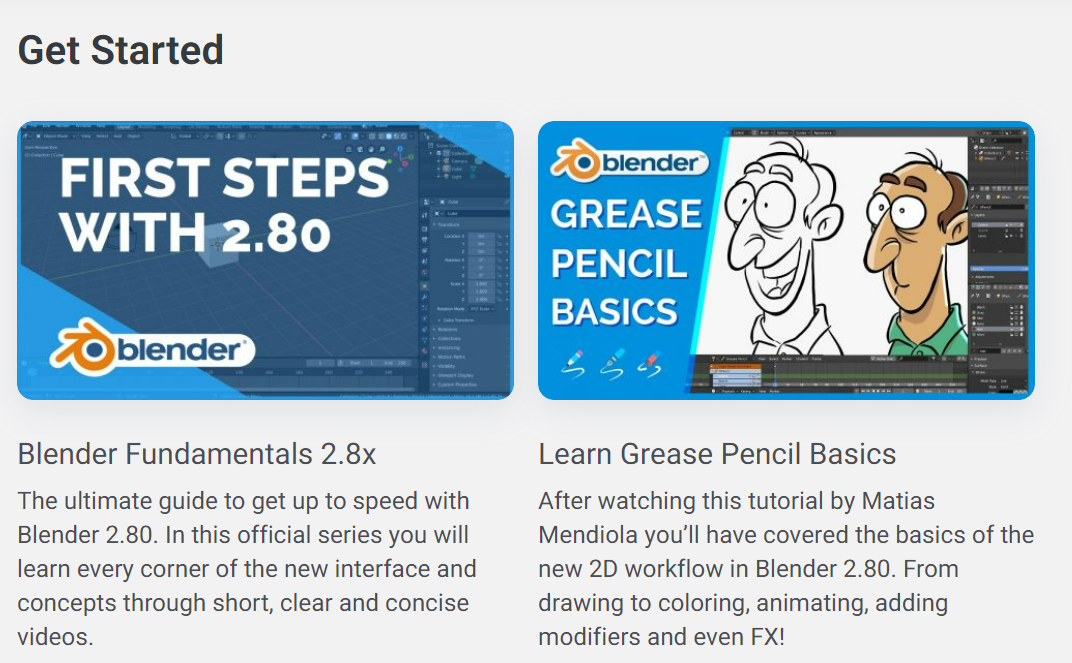 Get Started
FIRST STEPS
WITH 2.80
blender
Blender Fundamentals 2.8x
The ultimate guide to get up to speed with
Blender 2.80. In this official series you will
learn every corner of the new interface and
concepts through short, clear and concise
videos.
blender™
GREASE
PENCIL
BASICS
Learn Grease Pencil Basics
After watching this tutorial by Matias
Mendiola you’ll have covered the basics of the
new 2D workflow in Blender 2.80. From
drawing to coloring, animating, adding
modifiers and even FX!